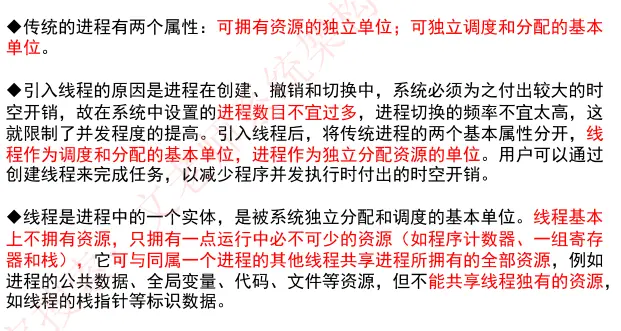 ◆传统的进程有两个属性：可拥有资源的独立单位；可独立调度和分配的基本
单位。
◆引入线程的原因是进程在创建、撤销和切换中，系统必须为之付出较大的时
空开销，故在系统中设置的进程数目不宜过多，进程切换的频率不宜太高，这
就限制了并发程度的提高。引入线程后，将传统进程的两个基本属性分开，线
程作为调度和分配的基本单位，进程作为独立分配资源的单位。用户可以通过
创建线程来完成任务，以减少程序并发执行时付出的时空开销。
◆线程是进程中的一个实体，是被系统独立分配和调度的基本单位。线程基本
上不拥有资源，只拥有一点运行中必不可少的资源（如程序计数器、一组寄存
器和栈），它可与同属一个进程的其他线程共享进程所拥有的全部资源，例如
进程的公共数据、全局变量、代码、文件等资源，但不能共享线程独有的资源，
如线程的栈指针等标识数据。